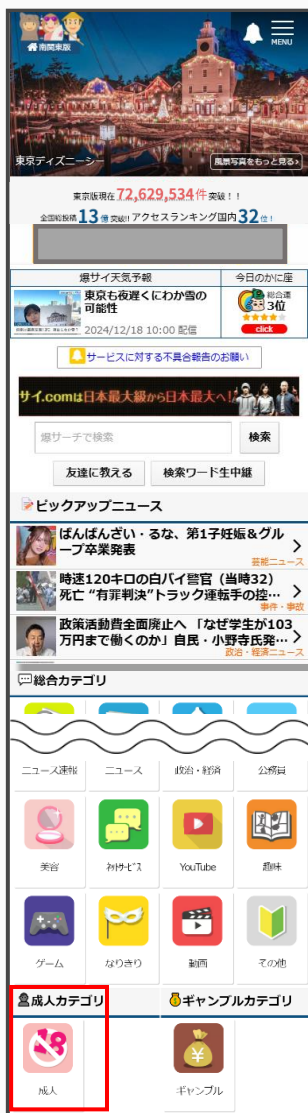 南関東版
MENU
東京ディズニーシー
風景写真をもっと見る>
東京版現在72,629,534件突破!!
全国総投稿13億突破!!アクセスランキング国内32位!
爆サイ天気予報
今日のかに座
東京も夜遅くにわか雪の
可能性
2024/12/18 10:00 配信
総合運
3位
★★★★★
click
サービスに対する不具合報告のお願い
サイ.comは日本最大級から日本最大へ!!
爆サーチで検索
検索
友達に教える
検索ワード生中継
ピックアップニュース
ばんばんざい・るな、第1子妊娠&グル
ープ卒業発表
芸能ニュース
時速120キロの白バイ警官(当時32)
死亡 “有罪判決”トラック運転手の控…
事件・事故
政策活動費全面廃止へ 「なぜ学生が103
万円まで働くのか」自民・小野寺氏発…
政治・経済ニュース
総合カテゴリ
ニュース速報
ニュース
政治・経済
公務員
美容
ネットサービス
YouTube
趣味
ゲーム
なりきり
動画
その他
成人カテゴリ
ギャンブルカテゴリ
18
¥
成人
ギャンブル